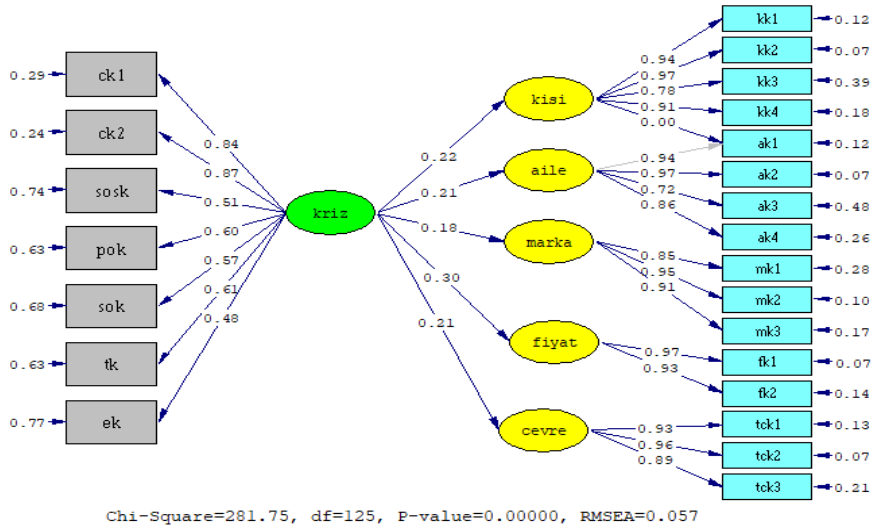 0.29
ck1
0.24
ck2
0.74
sosk
0.63
pok
0.68
sok
0.63
tk
0.77
ek
0.84
0.87
0.51
0.60
0.57
0.61
0.48
kriz
0.22
0.21
0.18
0.30
0.21
kisi
aile
marka
fiyat
cevre
0.94
0.97
0.78
0.91
0.00
0.94
0.97
0.72
0.86
0.85
0.95
0.91
0.97
0.93
0.93
0.96
0.89
kk1
0.12
kk2
0.07
kk3
0.39
kk4
0.18
ak1
0.12
ak2
0.07
ak3
0.48
ak4
0.26
mk1
0.28
mk2
0.10
mk3
0.17
fk1
0.07
fk2
0.14
tck1
0.13
tck2
0.07
tck3
0.21
Chi-Square=281.75, df=125, P-value=0.00000, RMSEA=0.057